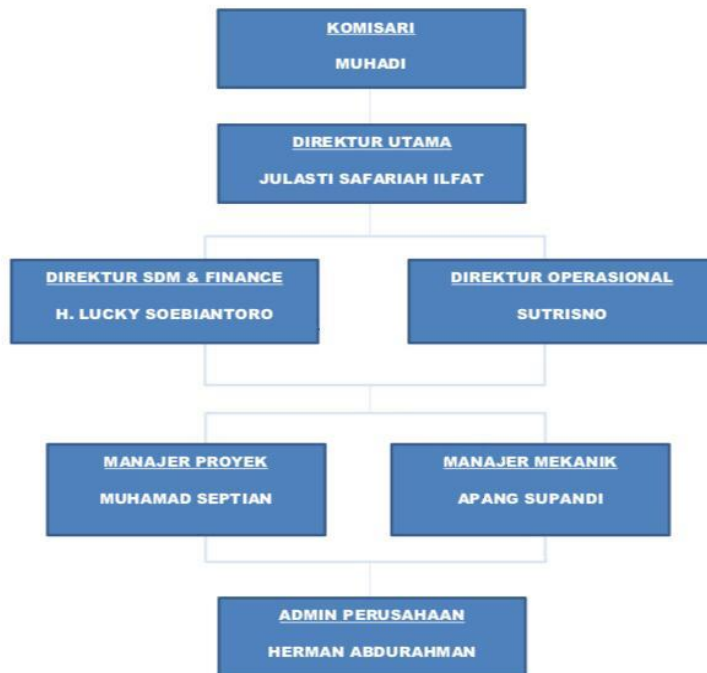 KOMISARI
MUHADI
DIREKTUR UTAMA
JULASTI SAFARIAH ILFAT
DIREKTUR SDM & FINANCE
H. LUCKY SOEBIANTORO
DIREKTUR OPERASIONAL
SUTRISNO
MANAJER PROYEK
MUHAMAD SEPTIAN
MANAJER MEKANIK
APANG SUPANDI
ADMIN PERUSAHAAN
HERMAN ABDURAHMAN